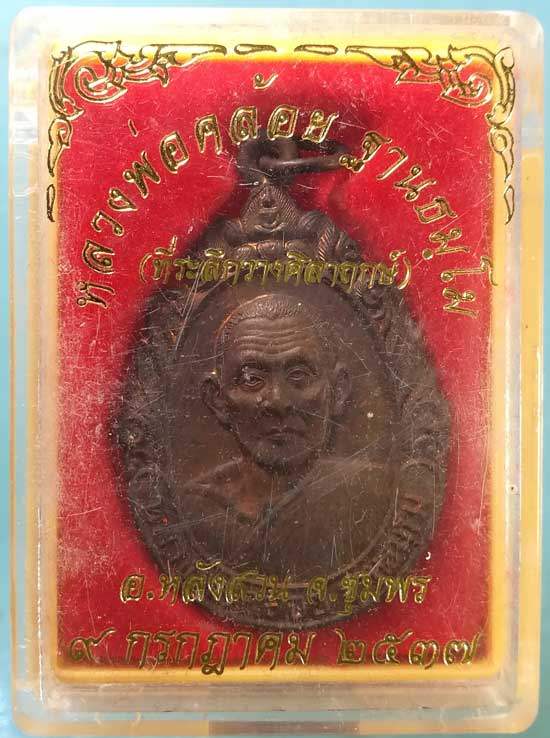 หลวงพ่อคล้อย ฐานธมฺโม
(ที่ระลึกวางศิลาฤกษ์)
อ.หลังสวน จ.ชุมพร
๙ กรกฎาคม ๒๕๓๗